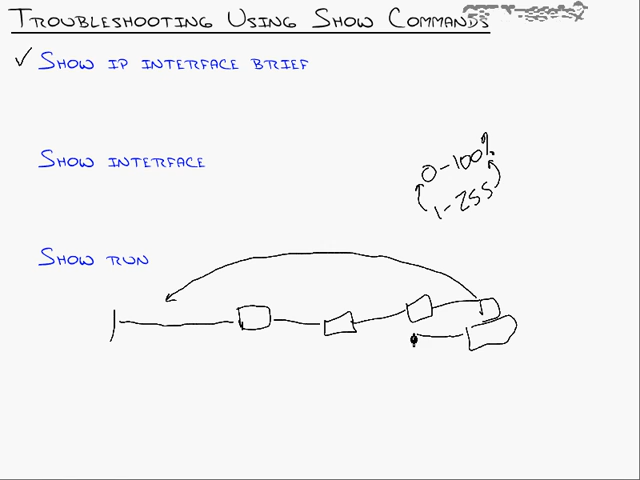 Troubleshooting Using Show Commands
✓ Show ip interface brief
Show interface
0-100%
1-255
Show run